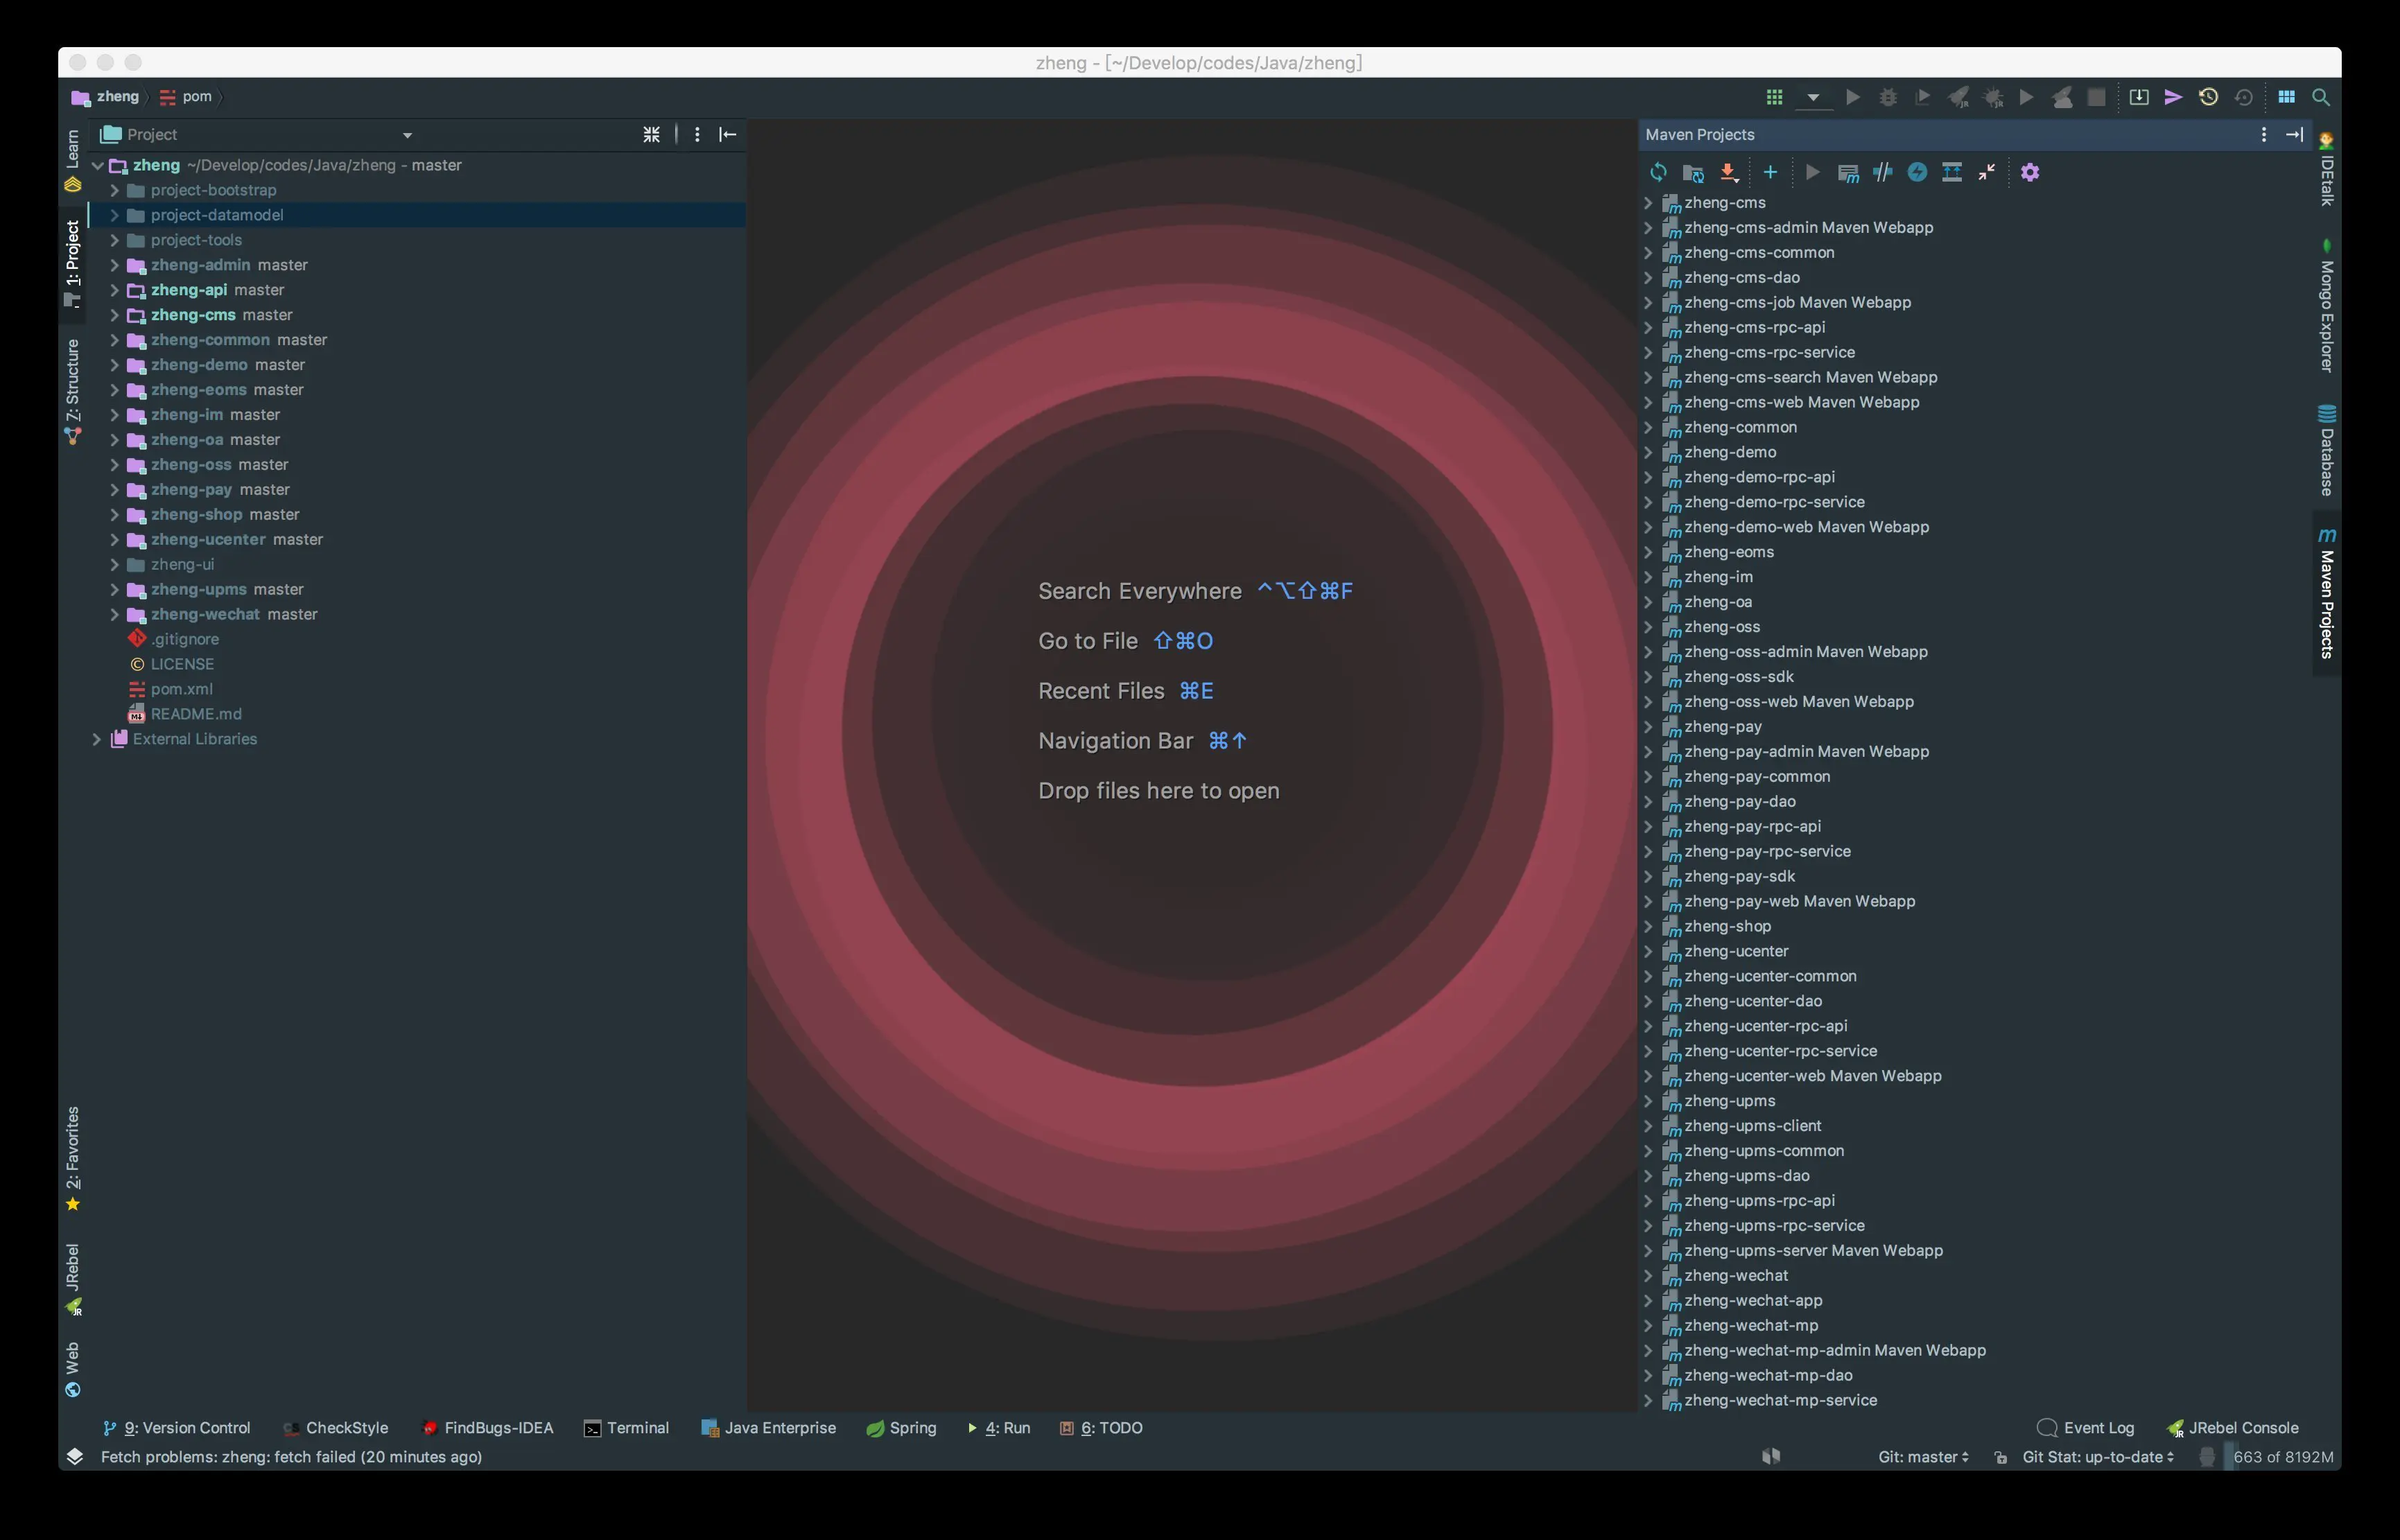 zheng - [~/Develop/codes/Java/zheng]
zheng
pom
Learn
1: Project
7: Structure
2: Favorites
JRebel
Web
Project
zheng ~/Develop/codes/Java/zheng - master
project-bootstrap
project-datamodel
project-tools
zheng-admin master
zheng-api master
zheng-cms master
zheng-common master
zheng-demo master
zheng-eoms master
zheng-im master
zheng-oa master
zheng-oss master
zheng-pay master
zheng-shop master
zheng-ucenter master
zheng-ui
zheng-upms master
zheng-wechat master
.gitignore
LICENSE
pom.xml
README.md
External Libraries
Search Everywhere ⌃⌥⇧⌘F
Go to File ⇧⌘O
Recent Files ⌘E
Navigation Bar ⌘↑
Drop files here to open
Maven Projects
zheng-cms
zheng-cms-admin Maven Webapp
zheng-cms-common
zheng-cms-dao
zheng-cms-job Maven Webapp
zheng-cms-rpc-api
zheng-cms-rpc-service
zheng-cms-search Maven Webapp
zheng-cms-web Maven Webapp
zheng-common
zheng-demo
zheng-demo-rpc-api
zheng-demo-rpc-service
zheng-demo-web Maven Webapp
zheng-eoms
zheng-im
zheng-oa
zheng-oss
zheng-oss-admin Maven Webapp
zheng-oss-sdk
zheng-oss-web Maven Webapp
zheng-pay
zheng-pay-admin Maven Webapp
zheng-pay-common
zheng-pay-dao
zheng-pay-rpc-api
zheng-pay-rpc-service
zheng-pay-sdk
zheng-pay-web Maven Webapp
zheng-shop
zheng-ucenter
zheng-ucenter-common
zheng-ucenter-dao
zheng-ucenter-rpc-api
zheng-ucenter-rpc-service
zheng-ucenter-web Maven Webapp
zheng-upms
zheng-upms-client
zheng-upms-common
zheng-upms-dao
zheng-upms-rpc-api
zheng-upms-rpc-service
zheng-upms-server Maven Webapp
zheng-wechat
zheng-wechat-app
zheng-wechat-mp
zheng-wechat-mp-admin Maven Webapp
zheng-wechat-mp-dao
zheng-wechat-mp-service
IDEtalk
Mongo Explorer
Database
Maven Projects
9: Version Control
CheckStyle
FindBugs-IDEA
Terminal
Java Enterprise
Spring
4: Run
6: TODO
Event Log
JRebel Console
Fetch problems: zheng: fetch failed (20 minutes ago)
Git: master
Git Stat: up-to-date
663 of 8192M